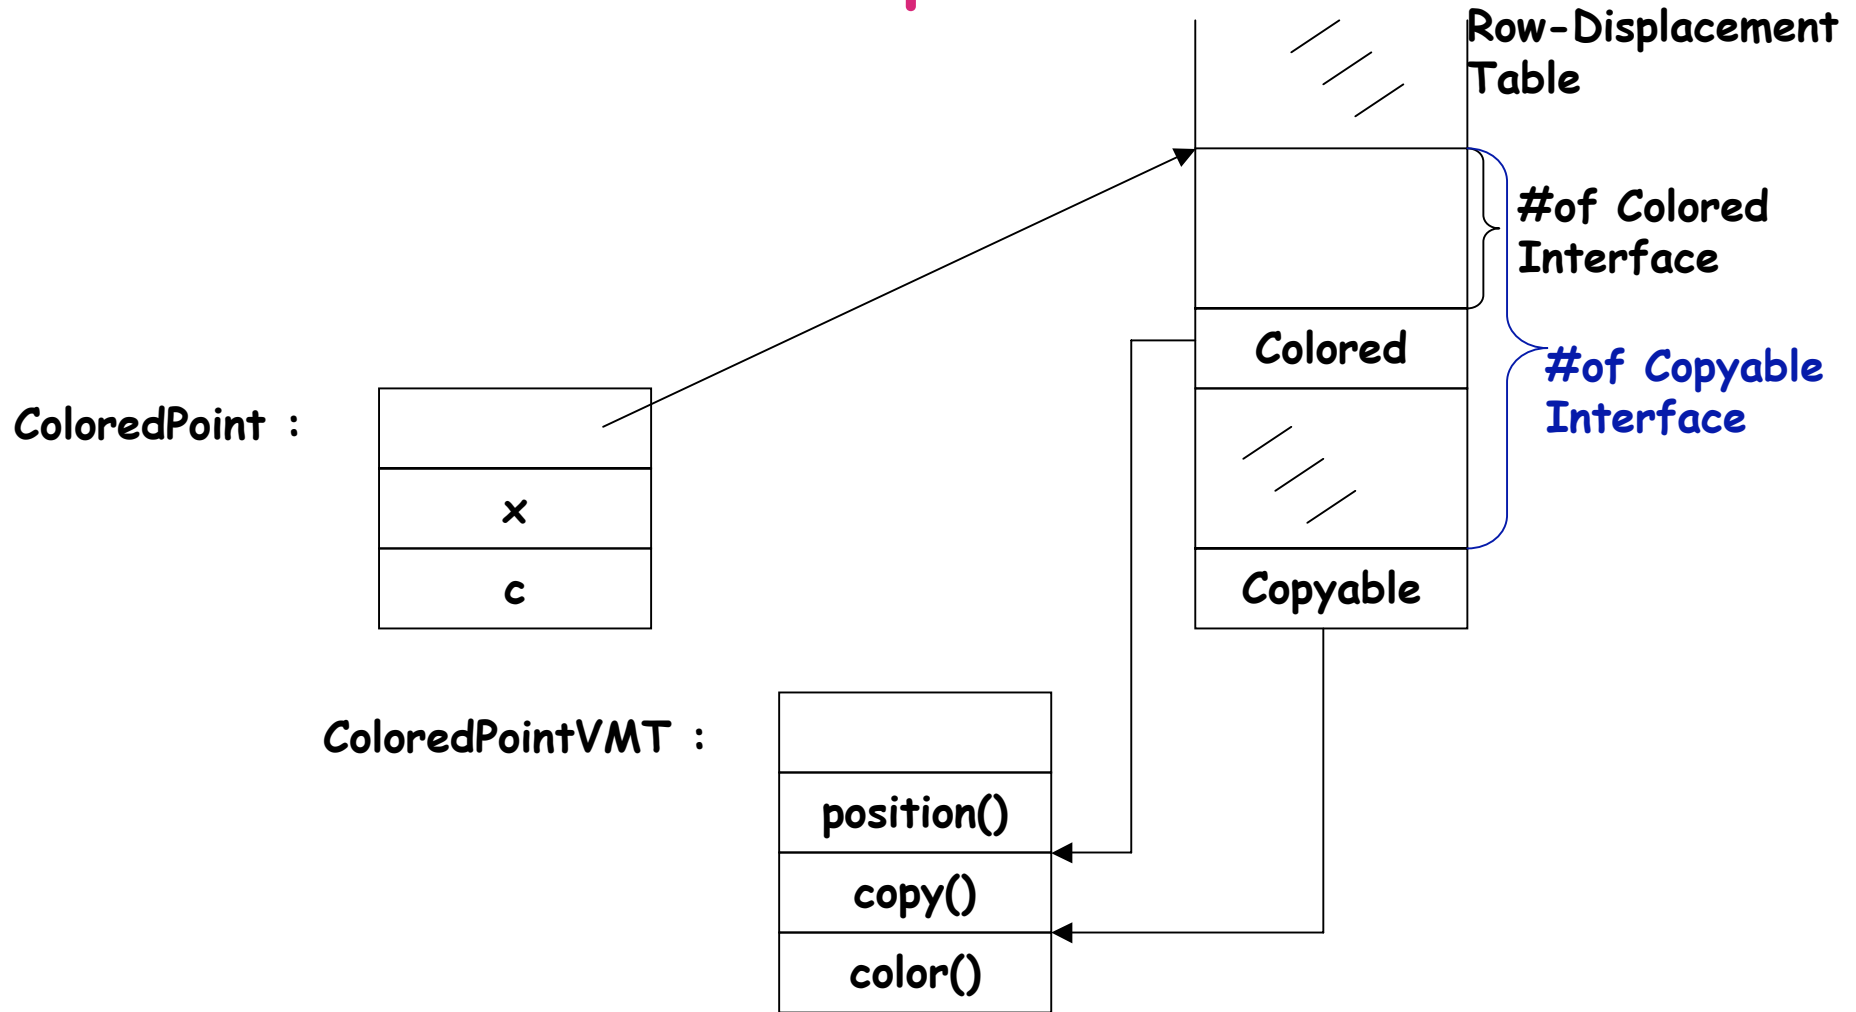 Row-Displacement
Table
#of Colored
Interface
Colored
#of Copyable
Interface
ColoredPoint :
x
c
Copyable
ColoredPointVMT :
position()
copy()
color()